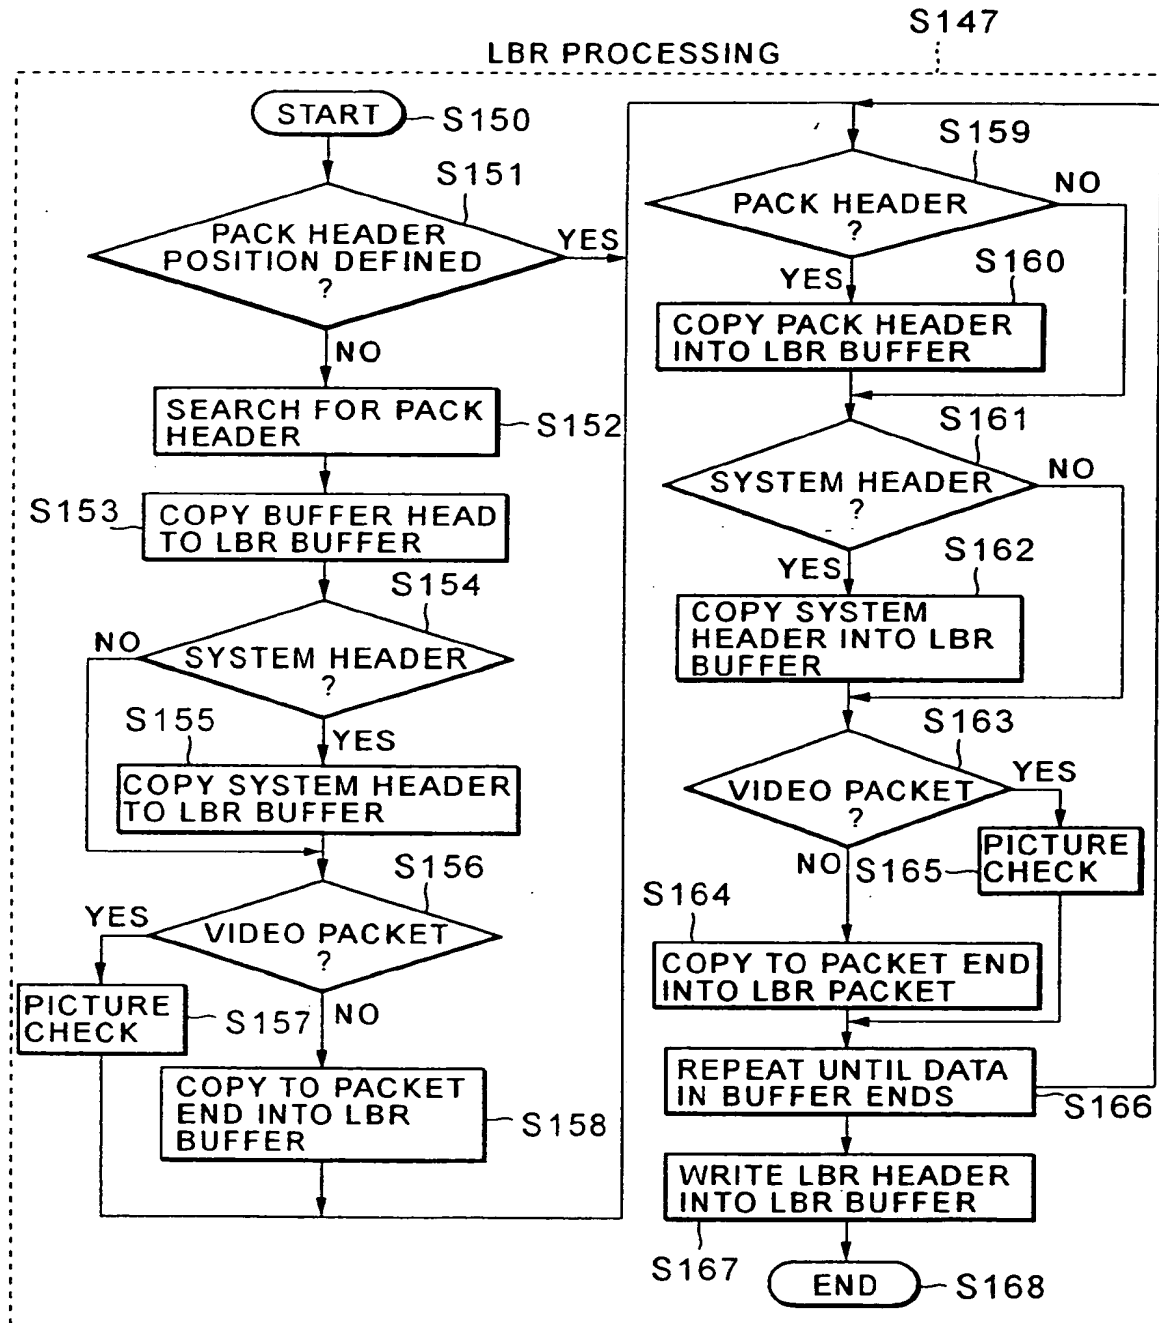 S147
LBR PROCESSING
START
S150
S151
PACK HEADER
POSITION DEFINED
?
YES
NO
SEARCH FOR PACK
HEADER
S152
S153
COPY BUFFER HEAD
TO LBR BUFFER
S154
NO
SYSTEM HEADER
?
S155
YES
COPY SYSTEM HEADER
TO LBR BUFFER
S156
YES
VIDEO PACKET
?
PICTURE
CHECK
S157
NO
COPY TO PACKET
END INTO LBR
BUFFER
S158
S159
NO
PACK HEADER
?
YES
S160
COPY PACK HEADER
INTO LBR BUFFER
S161
NO
SYSTEM HEADER
?
YES
S162
COPY SYSTEM
HEADER INTO LBR
BUFFER
S163
YES
VIDEO PACKET
?
NO
S165
PICTURE
CHECK
S164
COPY TO PACKET END
INTO LBR PACKET
REPEAT UNTIL DATA
IN BUFFER ENDS
S166
WRITE LBR HEADER
INTO LBR BUFFER
S167
END
S168